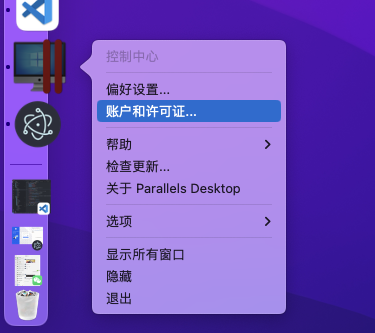 控制中心
偏好设置...
账户和许可证...
帮助
检查更新...
关于 Parallels Desktop
选项
显示所有窗口
隐藏
退出